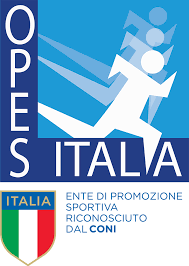 OPES
ITALIA
ITALIA
ENTE DI PROMOZIONE
SPORTIVA
RICONOSCIUTO
DAL CONI